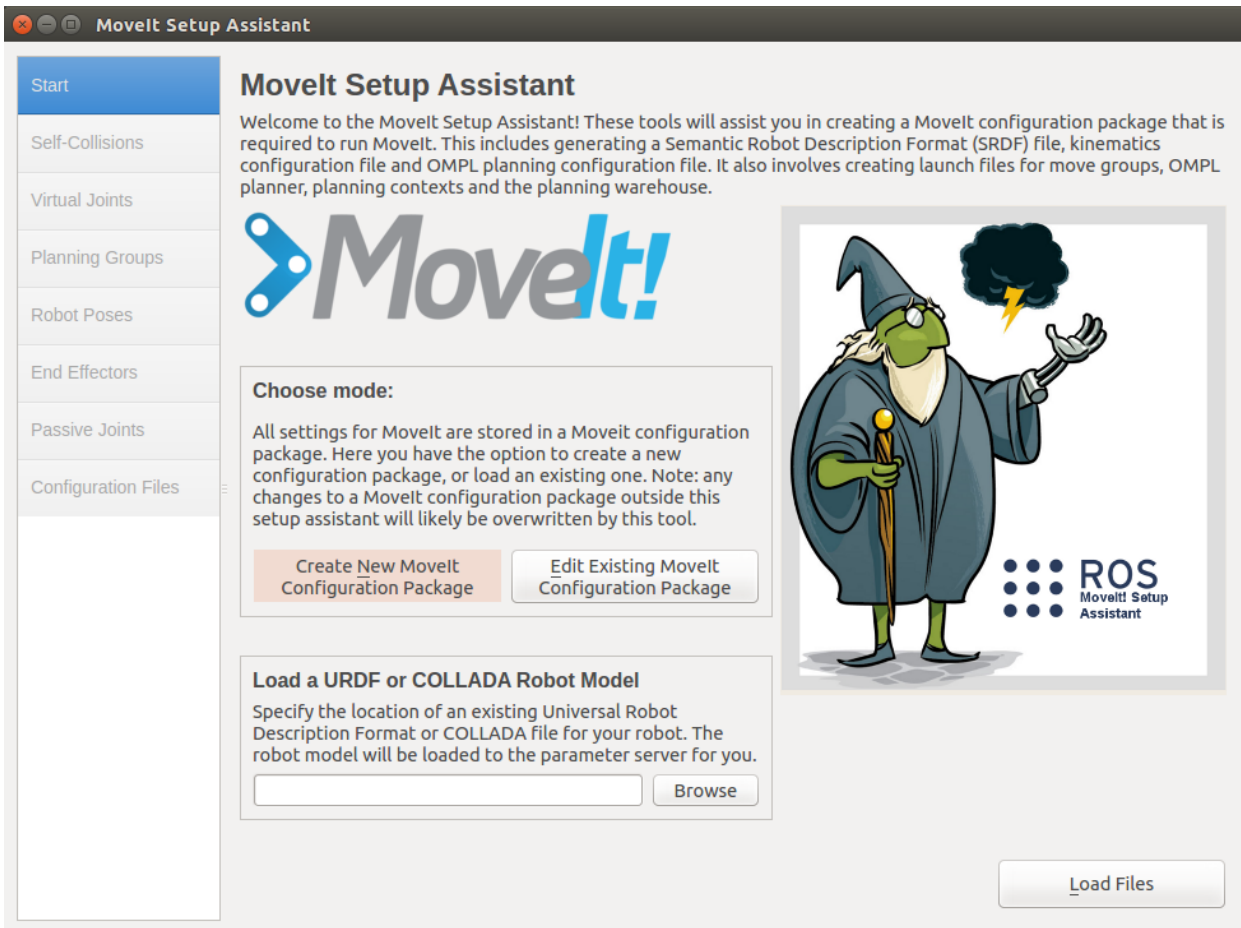 MoveIt Setup Assistant
Start
Self-Collisions
Virtual Joints
Planning Groups
Robot Poses
End Effectors
Passive Joints
Configuration Files
MoveIt Setup Assistant
Welcome to the MoveIt Setup Assistant! These tools will assist you in creating a MoveIt configuration package that is
required to run MoveIt. This includes generating a Semantic Robot Description Format (SRDF) file, kinematics
configuration file and OMPL planning configuration file. It also involves creating launch files for move groups, OMPL
planner, planning contexts and the planning warehouse.
MoveIt!
Choose mode:
All settings for MoveIt are stored in a Moveit configuration
package. Here you have the option to create a new
configuration package, or load an existing one. Note: any
changes to a MoveIt configuration package outside this
setup assistant will likely be overwritten by this tool.
Create New MoveIt
Configuration Package
Edit Existing MoveIt
Configuration Package
Load a URDF or COLLADA Robot Model
Specify the location of an existing Universal Robot
Description Format or COLLADA file for your robot. The
robot model will be loaded to the parameter server for you.
Browse
ROS
MoveIt! Setup
Assistant
Load Files